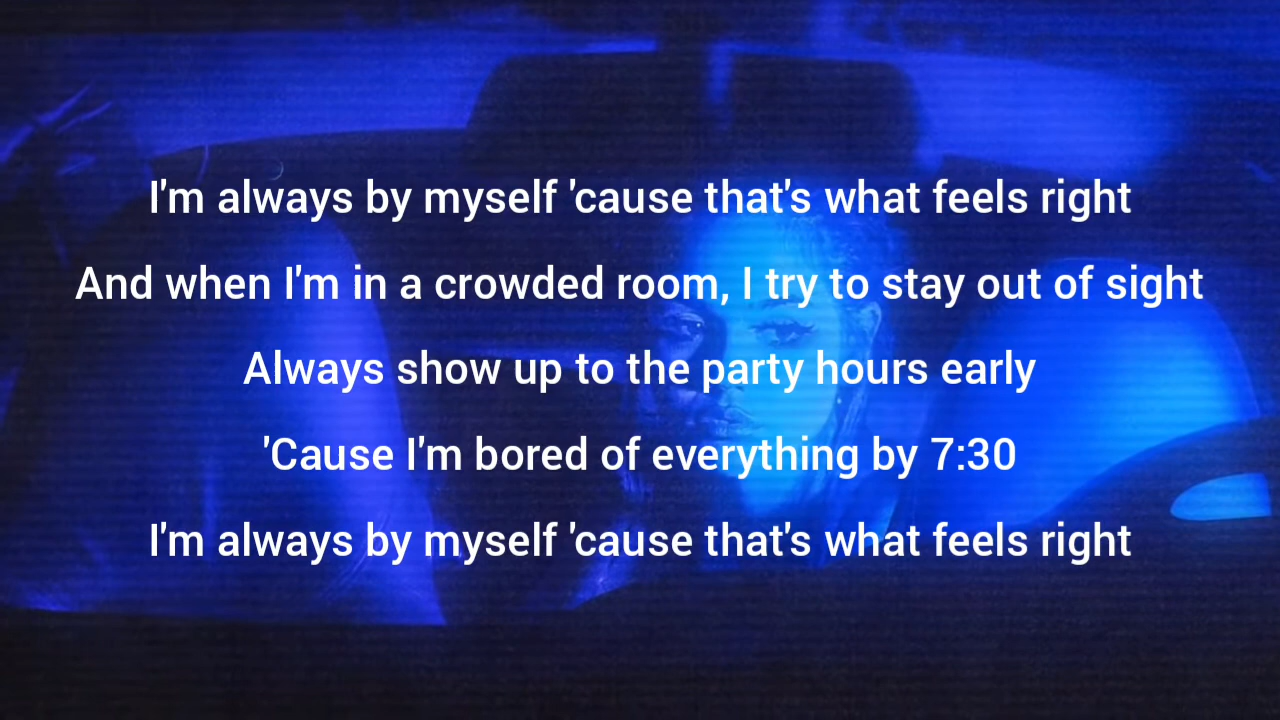 I'm always by myself 'cause that's what feels right
And when I'm in a crowded room, I try to stay out of sight
Always show up to the party hours early
'Cause I'm bored of everything by 7:30
I'm always by myself 'cause that's what feels right